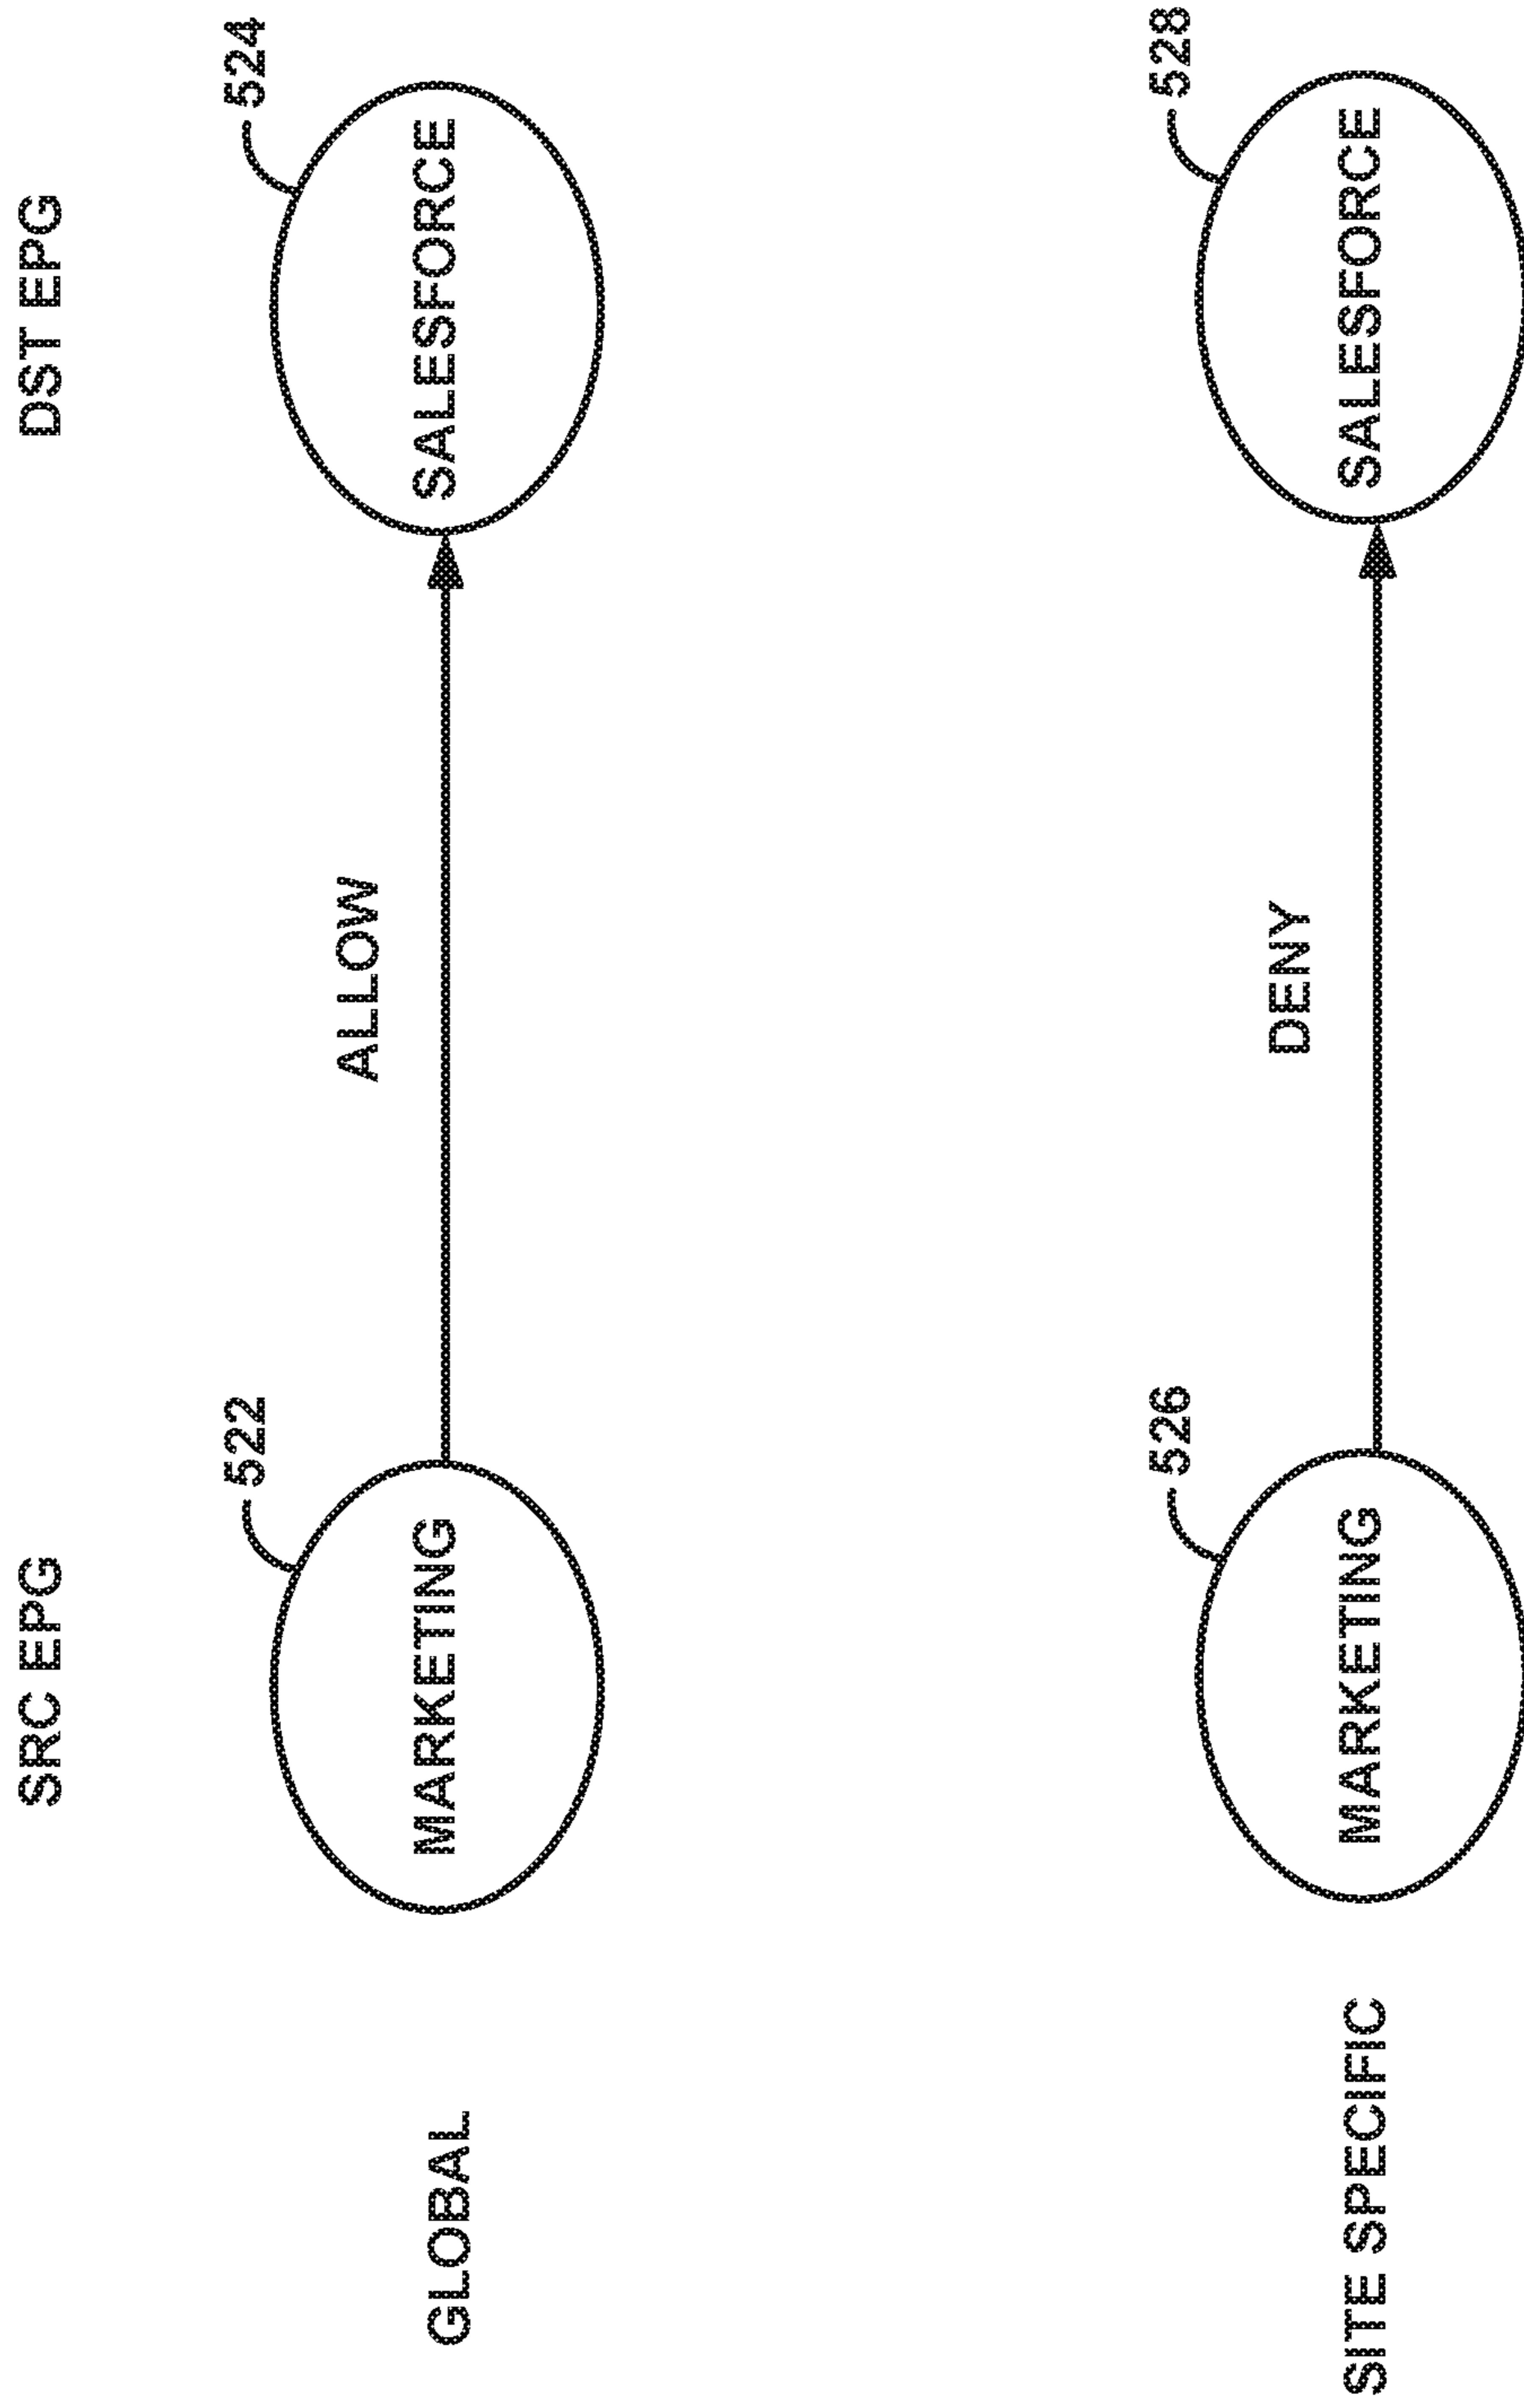 SRC EPG
DST EPG
522
524
ALLOW
GLOBAL
MARKETING
SALESFORCE
526
528
DENY
SITE SPECIFIC
MARKETING
SALESFORCE